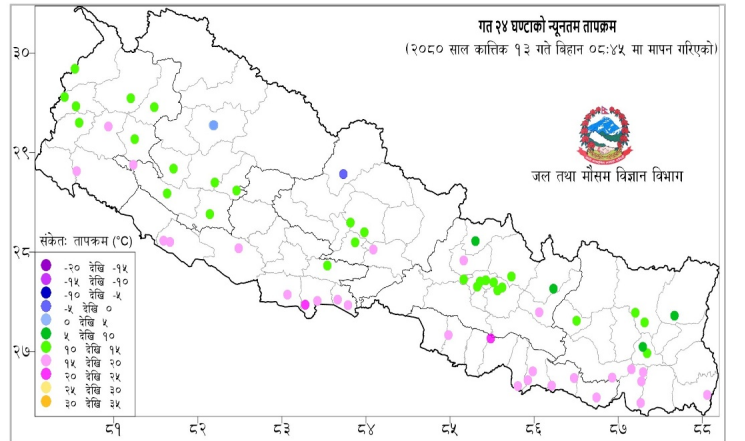 गत २४ घण्टाको न्यूनतम तापक्रम
(२०८० साल कात्तिक १३ गते बिहान ०८:४५ मा मापन गरिएको)
जल तथा मौसम विज्ञान विभाग
३०
२९
२८
२७
संकेतः तापक्रम (°C)
-२० देखि -१५
-१५ देखि -१०
-१० देखि -५
-५ देखि ०
० देखि ५
५ देखि १०
१० देखि १५
१५ देखि २०
२० देखि २५
२५ देखि ३०
३० देखि ३५
८१ ८२ ८३ ८४ ८५ ८६ ८७ ८८